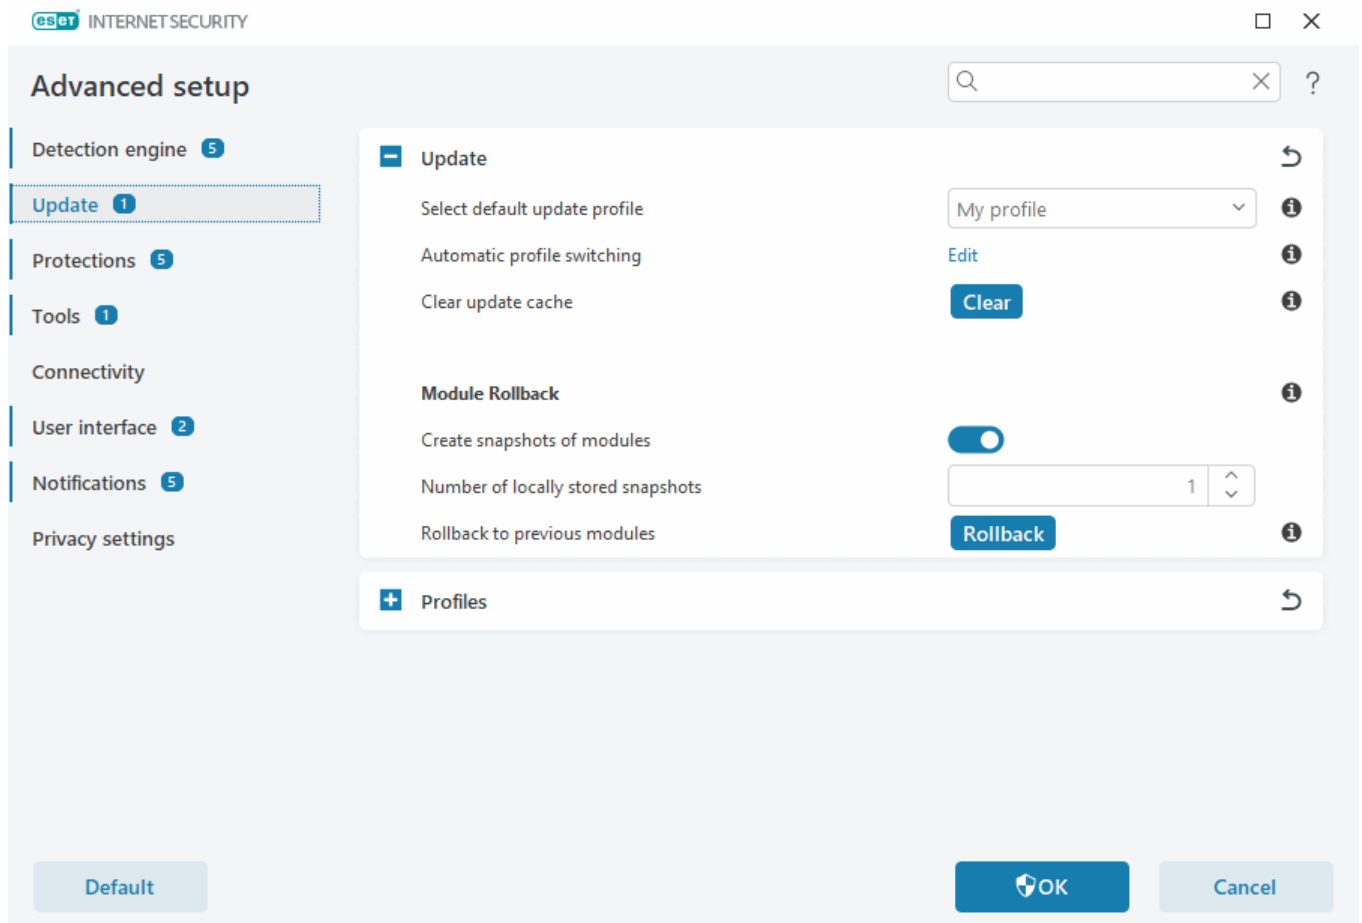 eset INTERNET SECURITY
Advanced setup
?
Detection engine 5
Update 1
Protections 5
Tools 1
Connectivity
User interface 2
Notifications 5
Privacy settings
Update
Select default update profile My profile
Automatic profile switching Edit
Clear update cache Clear
Module Rollback
Create snapshots of modules
Number of locally stored snapshots 1
Rollback to previous modules Rollback
Profiles
Default OK Cancel